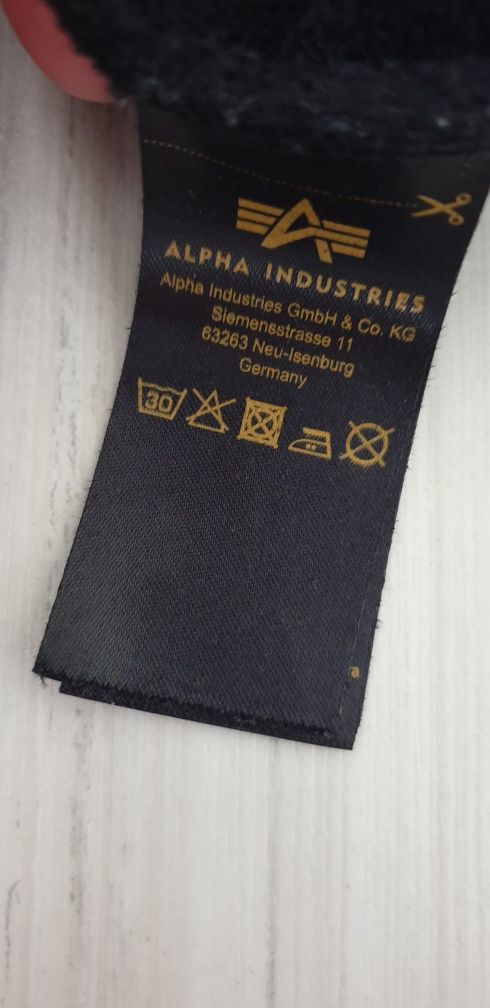 ALPHA INDUSTRIES
Alpha Industries GmbH & Co. KG
Siemensstrasse 11
63263 Neu-Isenburg
Germany
30